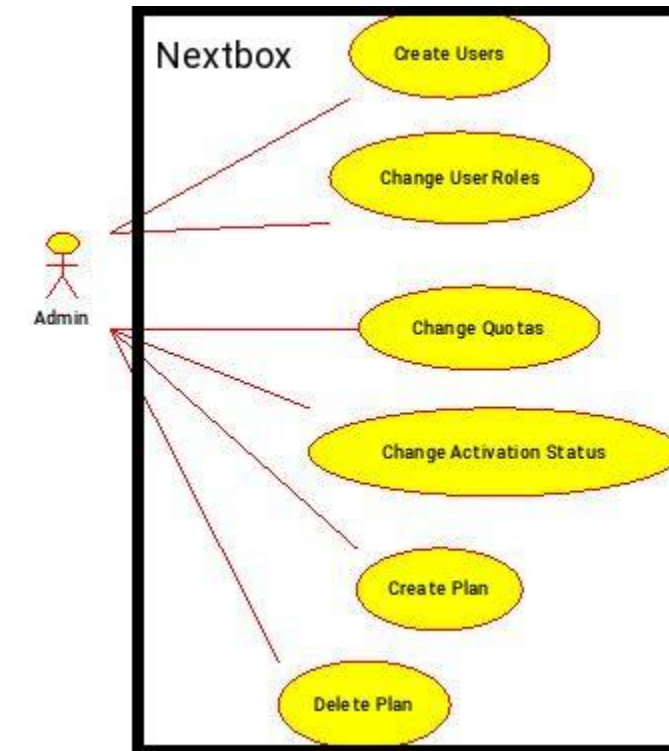 Nextbox
Create Users
Change User Roles
Admin
Change Quotas
Change Activation Status
Create Plan
Delete Plan